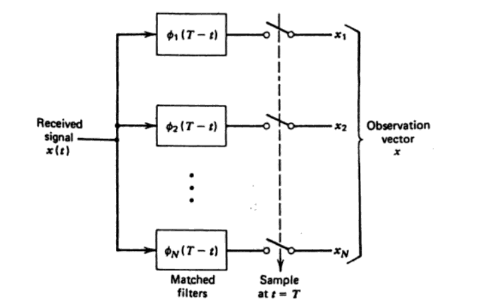 ϕ₁(T − t)
x₁
ϕ₂(T − t)
x₂
Received
signal
x(t)
Observation
vector
x
ϕN(T − t)
xN
Matched
filters
Sample
at t = T